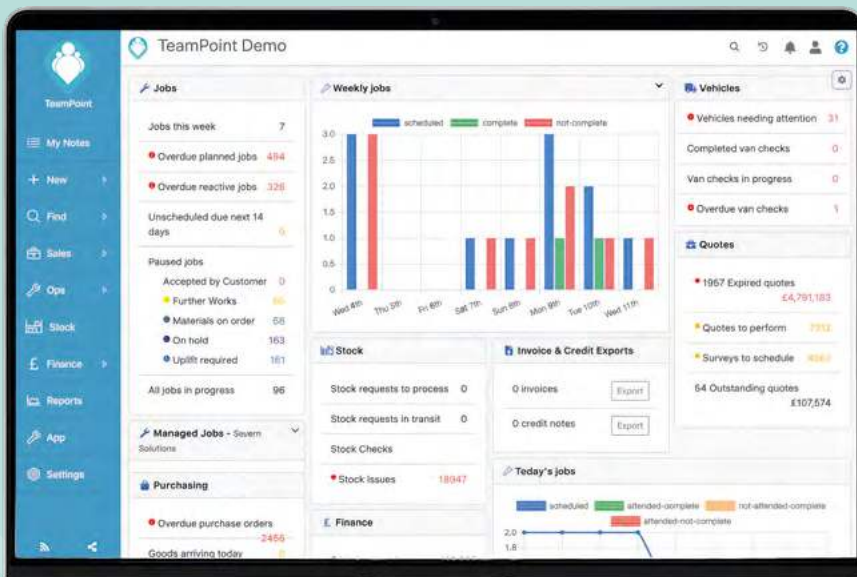 TeamPoint
My Notes
New
Find
Sales
Ops
Stock
Finance
Reports
App
Settings
TeamPoint Demo
Jobs
Jobs this week 7
Overdue planned jobs 494
Overdue reactive jobs 326
Unscheduled due next 14
days
Paused jobs
Accepted by Customer 0
Further Works
Materials on order 68
On hold 163
Uplift required 161
All jobs in progress 96
Managed Jobs - Severn
Solutions
Purchasing
Overdue purchase orders
2456
Goods arriving today
Weekly jobs
scheduled complete not-complete
3.0
2.5
2.0
1.5
1.0
0.5
0
Wed 4th Thu 5th Fri 6th Sat 7th Sun 8th Mon 9th Tue 10th Wed 11th
Stock
Stock requests to process 0
Stock requests in transit 0
Stock Checks
Stock Issues 18947
Finance
Invoice & Credit Exports
0 invoices Export
0 credit notes Export
Today's jobs
scheduled attended-complete not-attended-complete
attended-not-complete
2.0
1.8
Vehicles
Vehicles needing attention 31
Completed van checks 0
Van checks in progress 0
Overdue van checks 1
Quotes
1967 Expired quotes
£4,791,183
Quotes to perform
Surveys to schedule
64 Outstanding quotes
£107,574